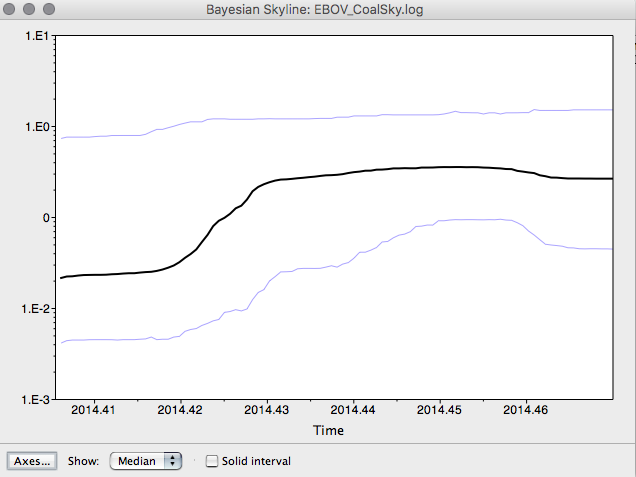 Bayesian Skyline: EBOV_CoalSky.log
1.E1
1.E0
0
1.E-2
1.E-3
2014.41 2014.42 2014.43 2014.44 2014.45 2014.46
Time
Axes... Show: Median Solid interval